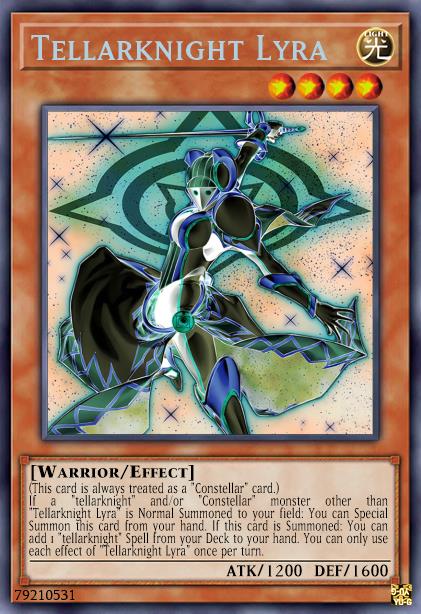 TELLARKNIGHT LYRA
LIGHT
光
[WARRIOR/EFFECT]
(This card is always treated as a "Constellar" card.)
If a "tellarknight" and/or "Constellar" monster other than
"Tellarknight Lyra" is Normal Summoned to your field: You can Special
Summon this card from your hand. If this card is Summoned: You can
add 1 "tellarknight" Spell from your Deck to your hand. You can only use
each effect of "Tellarknight Lyra" once per turn.
ATK/1200 DEF/1600
79210531